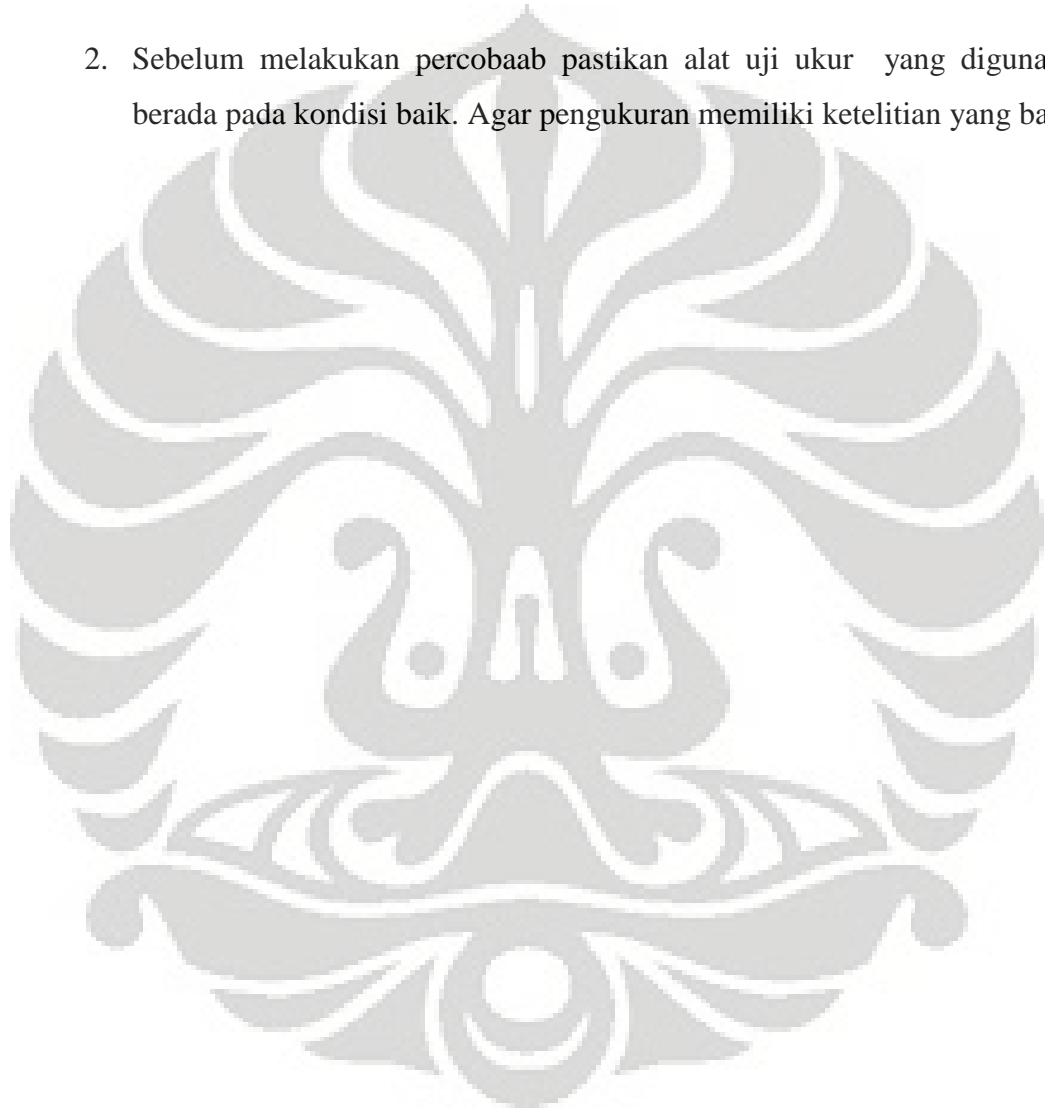 2. Sebelum melakukan percobaab pastikan alat uji ukur yang diguna
berada pada kondisi baik. Agar pengukuran memiliki ketelitian yang ba